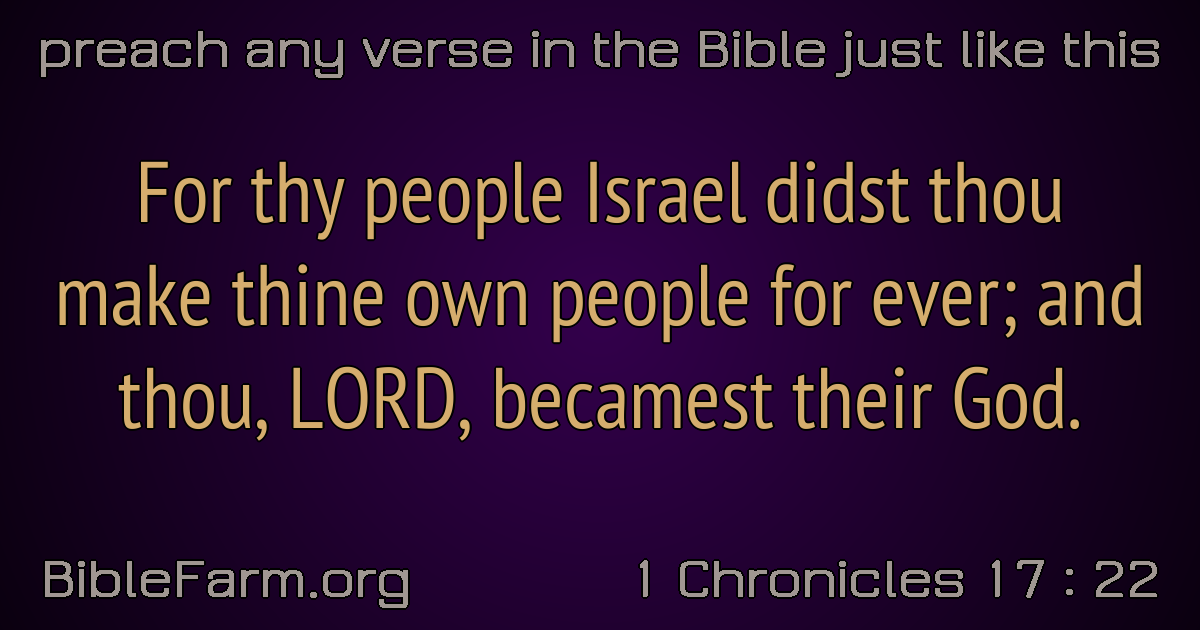 preach any verse in the Bible just like this
For thy people Israel didst thou
make thine own people for ever; and
thou, LORD, becamest their God.
BibleFarm.org
1 Chronicles 17 : 22